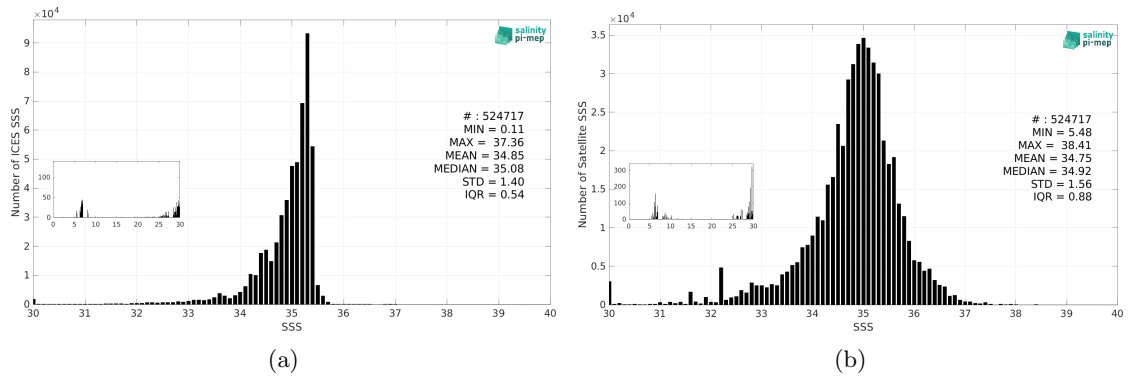 ×10⁴
9
8
7
6
5
4
3
2
1
0
Number of ICES SSS
salinity
pi-mep
# : 524717
MIN = 0.11
MAX = 37.36
MEAN = 34.85
MEDIAN = 35.08
STD = 1.40
IQR = 0.54
100
50
0
0 5 10 15 20 25 30
30 31 32 33 34 35 36 37 38 39 40
SSS
(a)
×10⁴
3.5
3
2.5
2
1.5
1
0.5
0
Number of Satellite SSS
salinity
pi-mep
# : 524717
MIN = 5.48
MAX = 38.41
MEAN = 34.75
MEDIAN = 34.92
STD = 1.56
IQR = 0.88
300
200
100
0
0 5 10 15 20 25 30
30 31 32 33 34 35 36 37 38 39 40
SSS
(b)